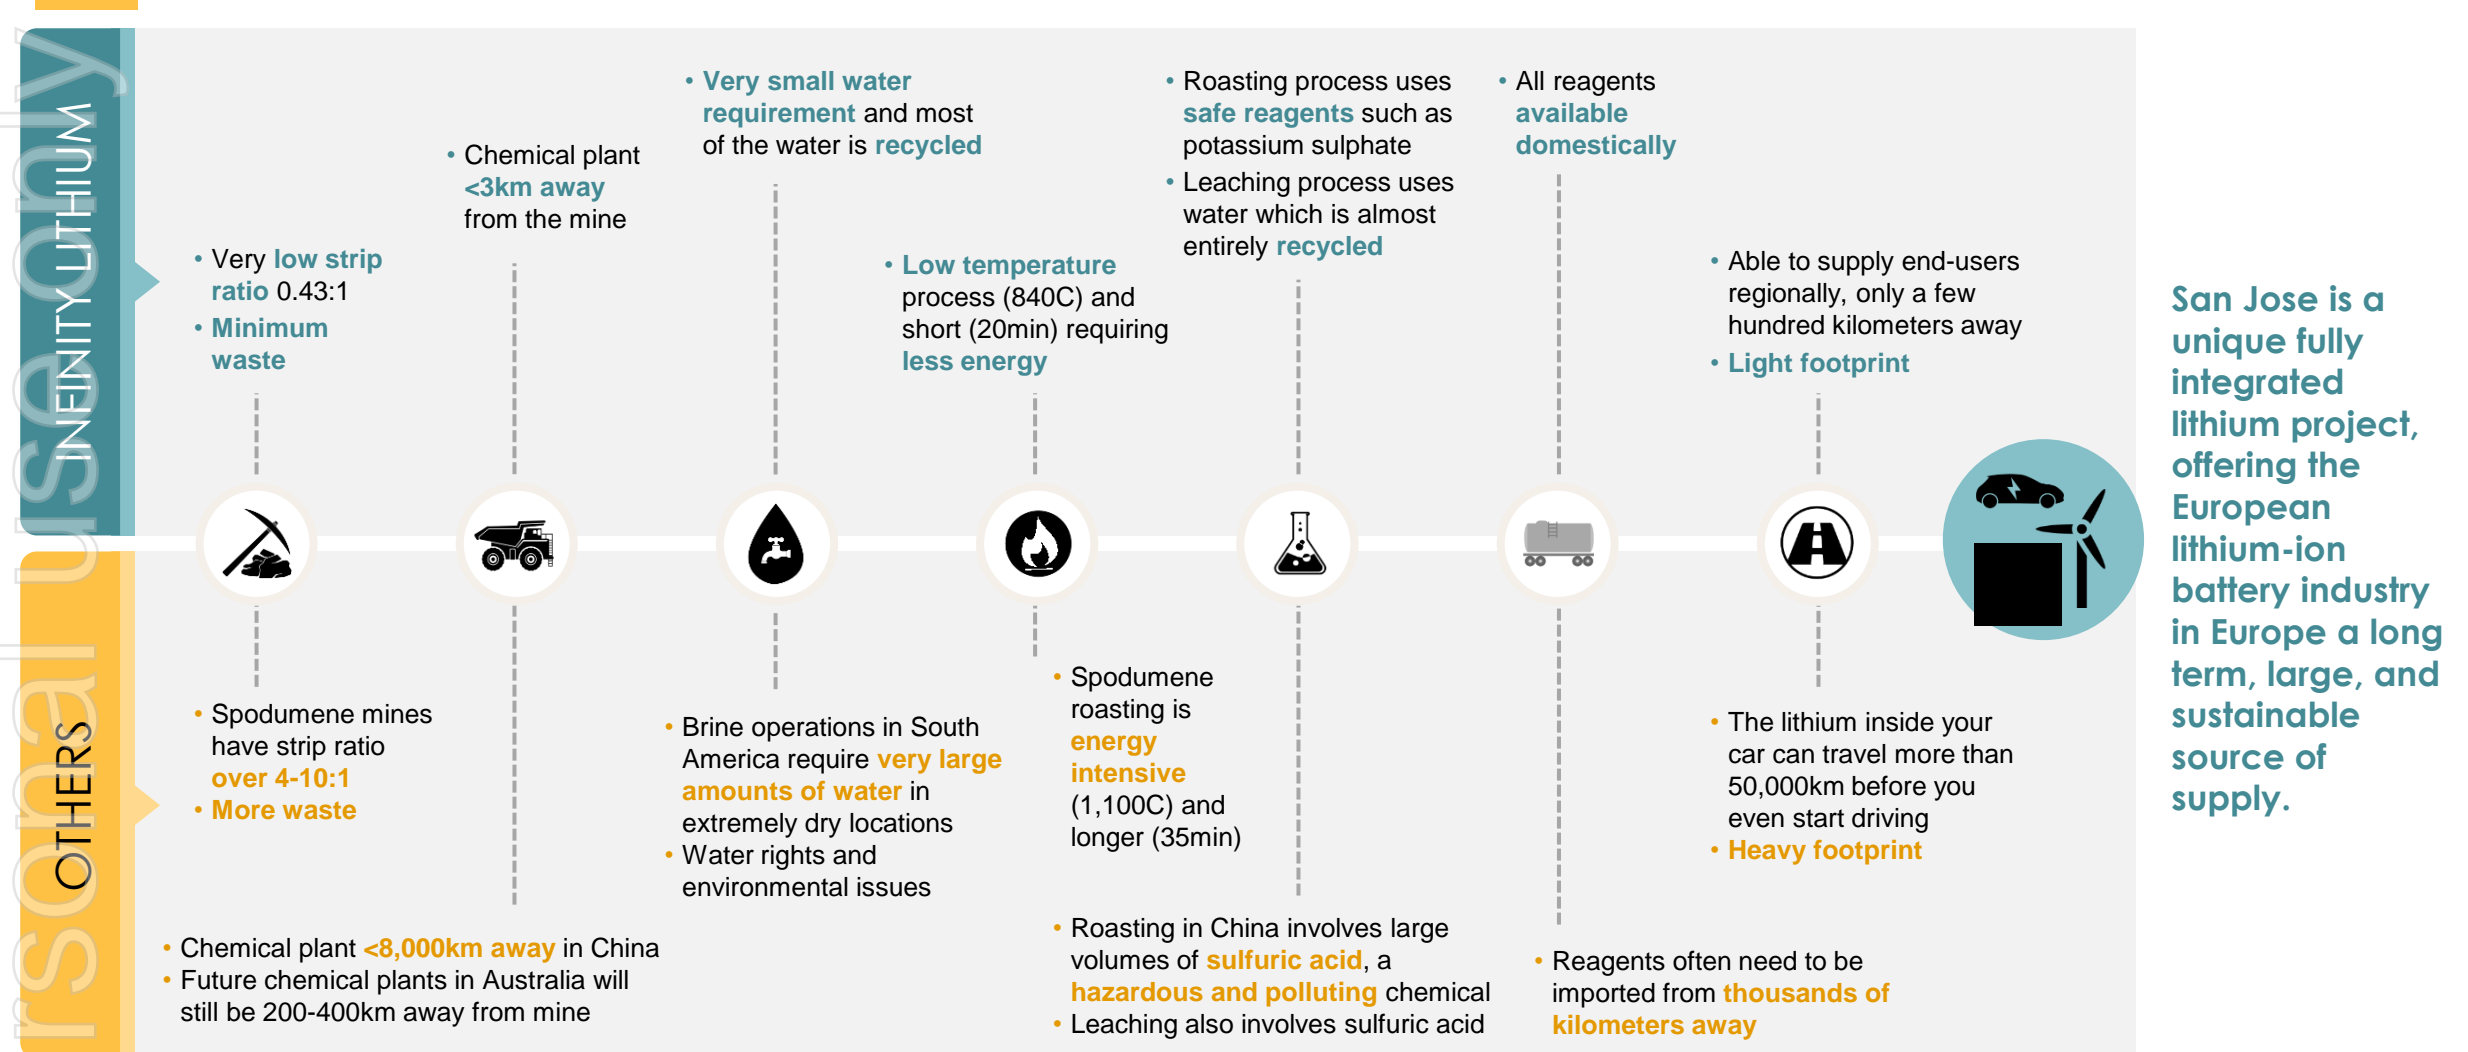 INFINITY LITHIUM
• Very low strip
ratio 0.43:1
• Minimum
waste
• Chemical plant
<3km away
from the mine
• Very small water
requirement and most
of the water is recycled
• Low temperature
process (840C) and
short (20min) requiring
less energy
• Roasting process uses
safe reagents such as
potassium sulphate
• Leaching process uses
water which is almost
entirely recycled
• All reagents
available
domestically
• Able to supply end-users
regionally, only a few
hundred kilometers away
• Light footprint
OTHERS
• Spodumene mines
have strip ratio
over 4-10:1
• More waste
• Chemical plant <8,000km away in China
• Future chemical plants in Australia will
still be 200-400km away from mine
• Brine operations in South
America require very large
amounts of water in
extremely dry locations
• Water rights and
environmental issues
• Spodumene
roasting is
energy
intensive
(1,100C) and
longer (35min)
• Roasting in China involves large
volumes of sulfuric acid, a
hazardous and polluting chemical
• Leaching also involves sulfuric acid
• Reagents often need to be
imported from thousands of
kilometers away
• The lithium inside your
car can travel more than
50,000km before you
even start driving
• Heavy footprint
San Jose is a
unique fully
integrated
lithium project,
offering the
European
lithium-ion
battery industry
in Europe a long
term, large, and
sustainable
source of
supply.
rsonal use only